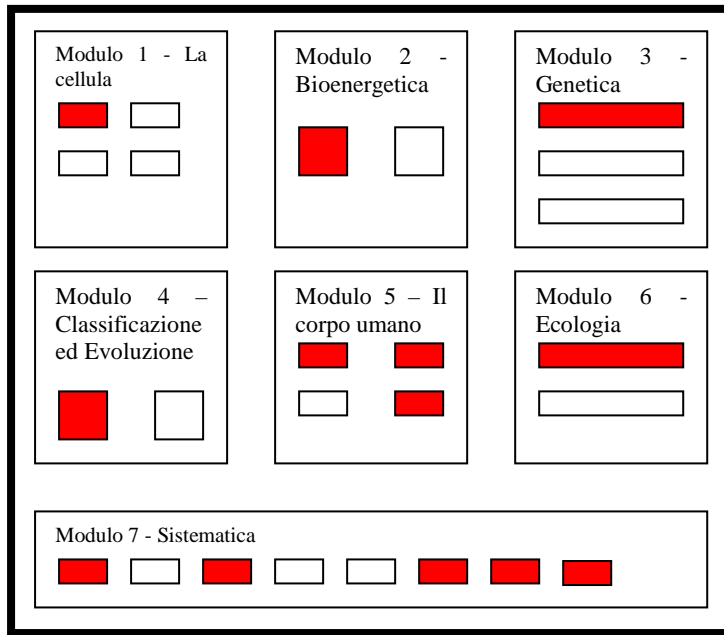 Modulo 1 - La
cellula
Modulo 2 -
Bioenergetica
Modulo 3 -
Genetica
Modulo 4 –
Classificazione
ed Evoluzione
Modulo 5 – Il
corpo umano
Modulo 6 -
Ecologia
Modulo 7 - Sistematica